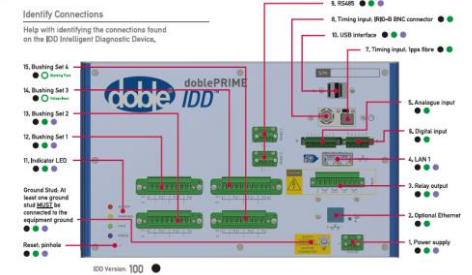 Identify Connections
Help with identifying the connections found
on the IDD Intelligent Diagnostic Device,
9, RS485
8, Timing input: IRIG-B BNC connector
10, USB interface
7, Timing input: 1pps fibre
15, Bushing Set 4
14, Bushing Set 3
13, Bushing Set 2
12, Bushing Set 1
11, Indicator LED
Ground Stud: At
least one ground
stud MUST be
connected to the
equipment ground
Reset: pinhole
doble
doblePRIME
IDD
5, Analogue input
6, Digital input
4, LAN 1
3, Relay output
2, Optional Ethernet
1, Power supply
IDD Version: 100